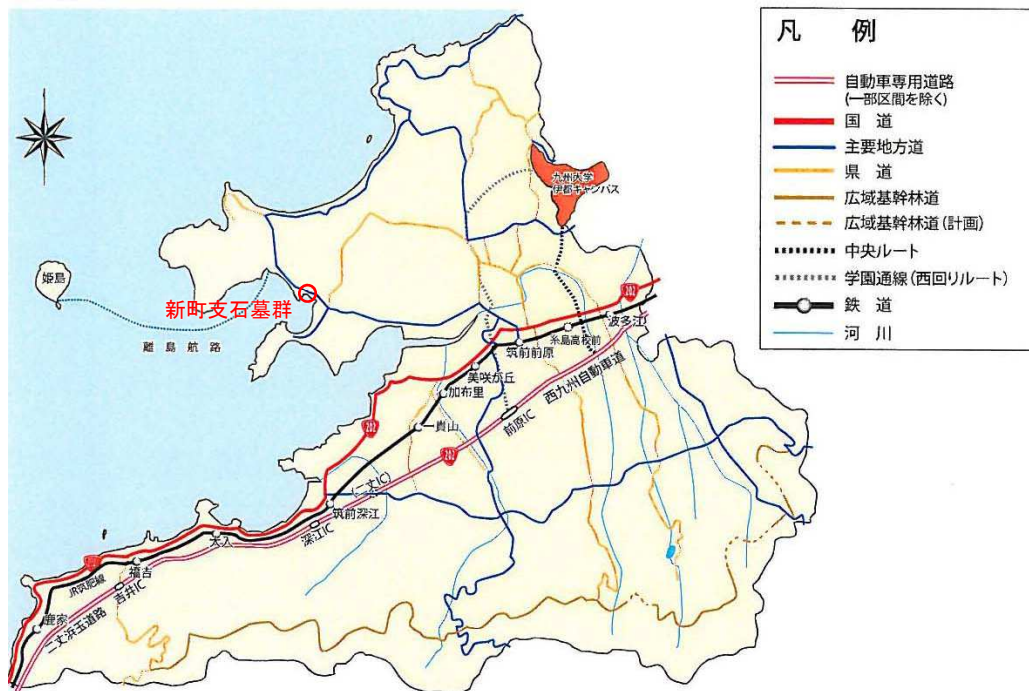 凡 例
自動車専用道路
(一部区間を除く)
国 道
主要地方道
県 道
広域基幹林道
広域基幹林道(計画)
中央ルート
学園通線(西回りルート)
鉄 道
河 川
九州大学
伊都キャンパス
姫島
新町支石墓群
離島航路
202
波多江
糸島高校前
筑前前原
美咲が丘
加布里
一貴山
西九州自動車道
前原IC
202
202
(二丈IC)
筑前深江
深江IC
大入
福吉
JR筑肥線
吉井IC
鹿家
二丈浜玉道路